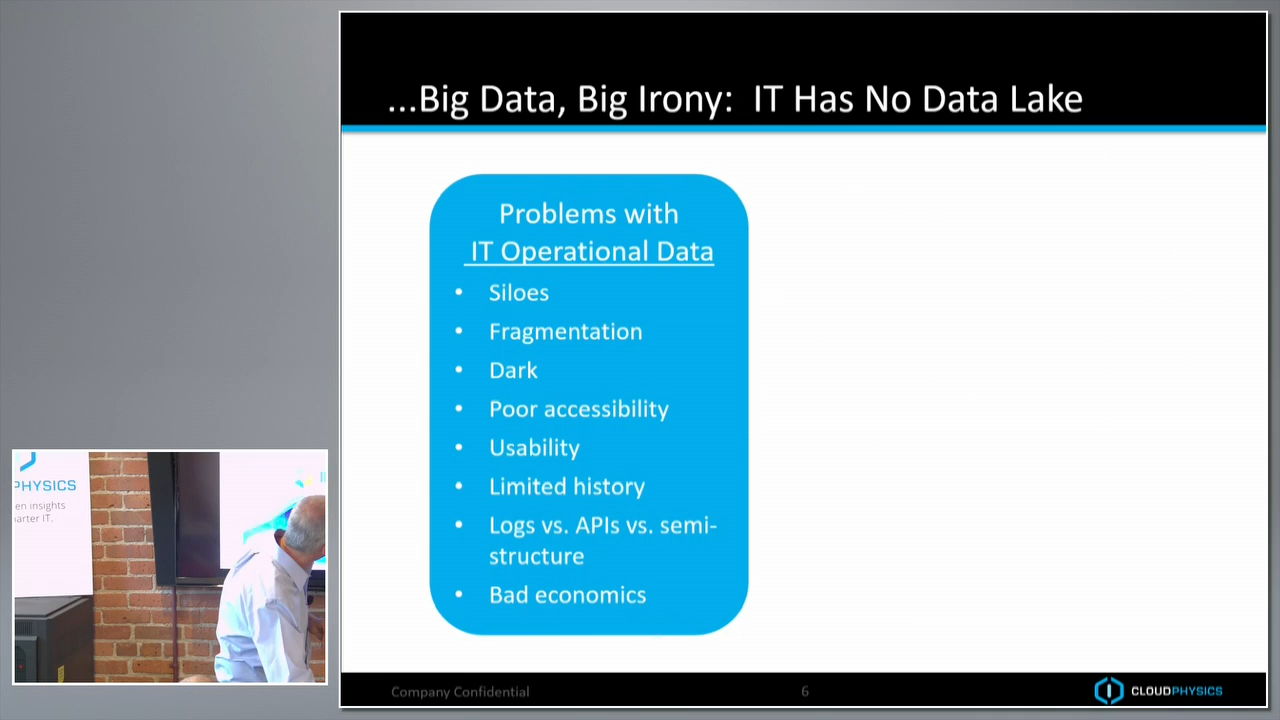 ...Big Data, Big Irony: IT Has No Data Lake
Problems with
IT Operational Data
• Siloes
• Fragmentation
• Dark
• Poor accessibility
• Usability
• Limited history
• Logs vs. APIs vs. semi-
structure
• Bad economics
Company Confidential
6
CLOUDPHYSICS
PHYSICS
en insights
arter IT.